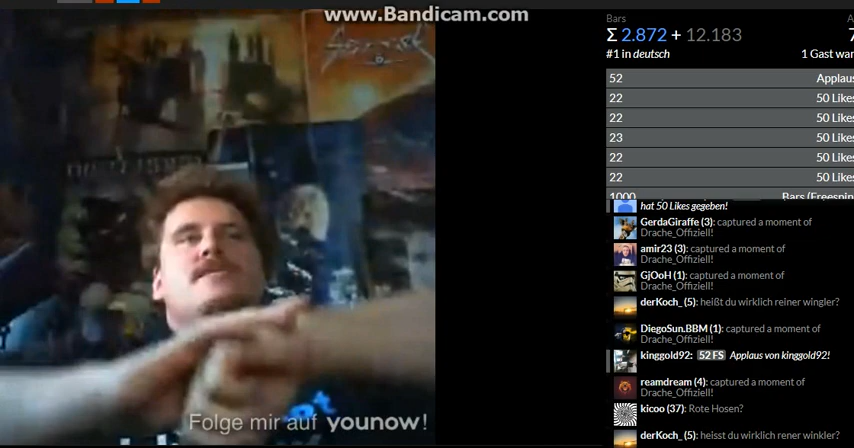 www.Bandicam.com
Bars
Σ 2.872 + 12.183
#1 in deutsch
1 Gast war
52 Applaus
22 50 Likes
22 50 Likes
23 50 Likes
22 50 Likes
22 50 Likes
1000 Bars (Freespin
hat 50 Likes gegeben!
GerdaGiraffe (3): captured a moment of
Drache_Offiziell!
amir23 (3): captured a moment of
Drache_Offiziell!
GjOoH (1): captured a moment of
Drache_Offiziell!
derKoch_ (5): heißt du wirklich reiner wingler?
DiegoSun.BBM (1): captured a moment of
Drache_Offiziell!
kinggold92: 52 FS Applaus von kinggold92!
reamdream (4): captured a moment of
Drache_Offiziell!
kicoo (37): Rote Hosen?
derKoch_ (5): heisst du wirklich rener winkler?
Folge mir auf younow!